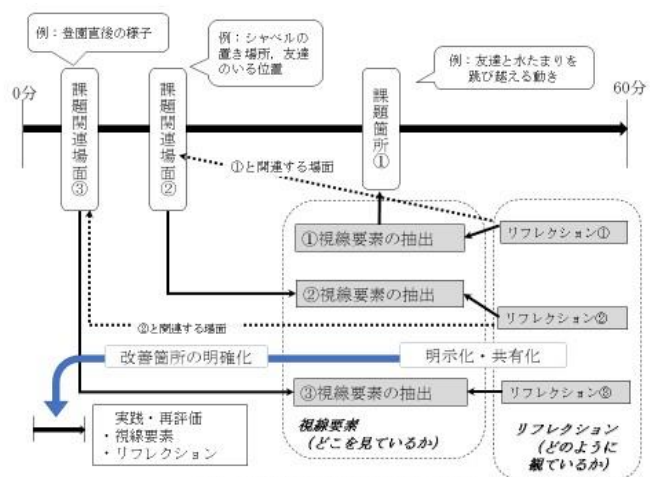 例：登園直後の様子
例：シャベルの
置き場所，友達
のいる位置
例：友達と水たまりを
跳び越える動き
0分
60分
課題関連場面③
課題関連場面②
課題箇所①
①と関連する場面
①視線要素の抽出
リフレクション①
②視線要素の抽出
リフレクション②
②と関連する場面
改善箇所の明確化
明示化・共有化
③視線要素の抽出
リフレクション③
実践・再評価
・視線要素
・リフレクション
視線要素
(どこを見ているか)
リフレクション
(どのように
観ているか)